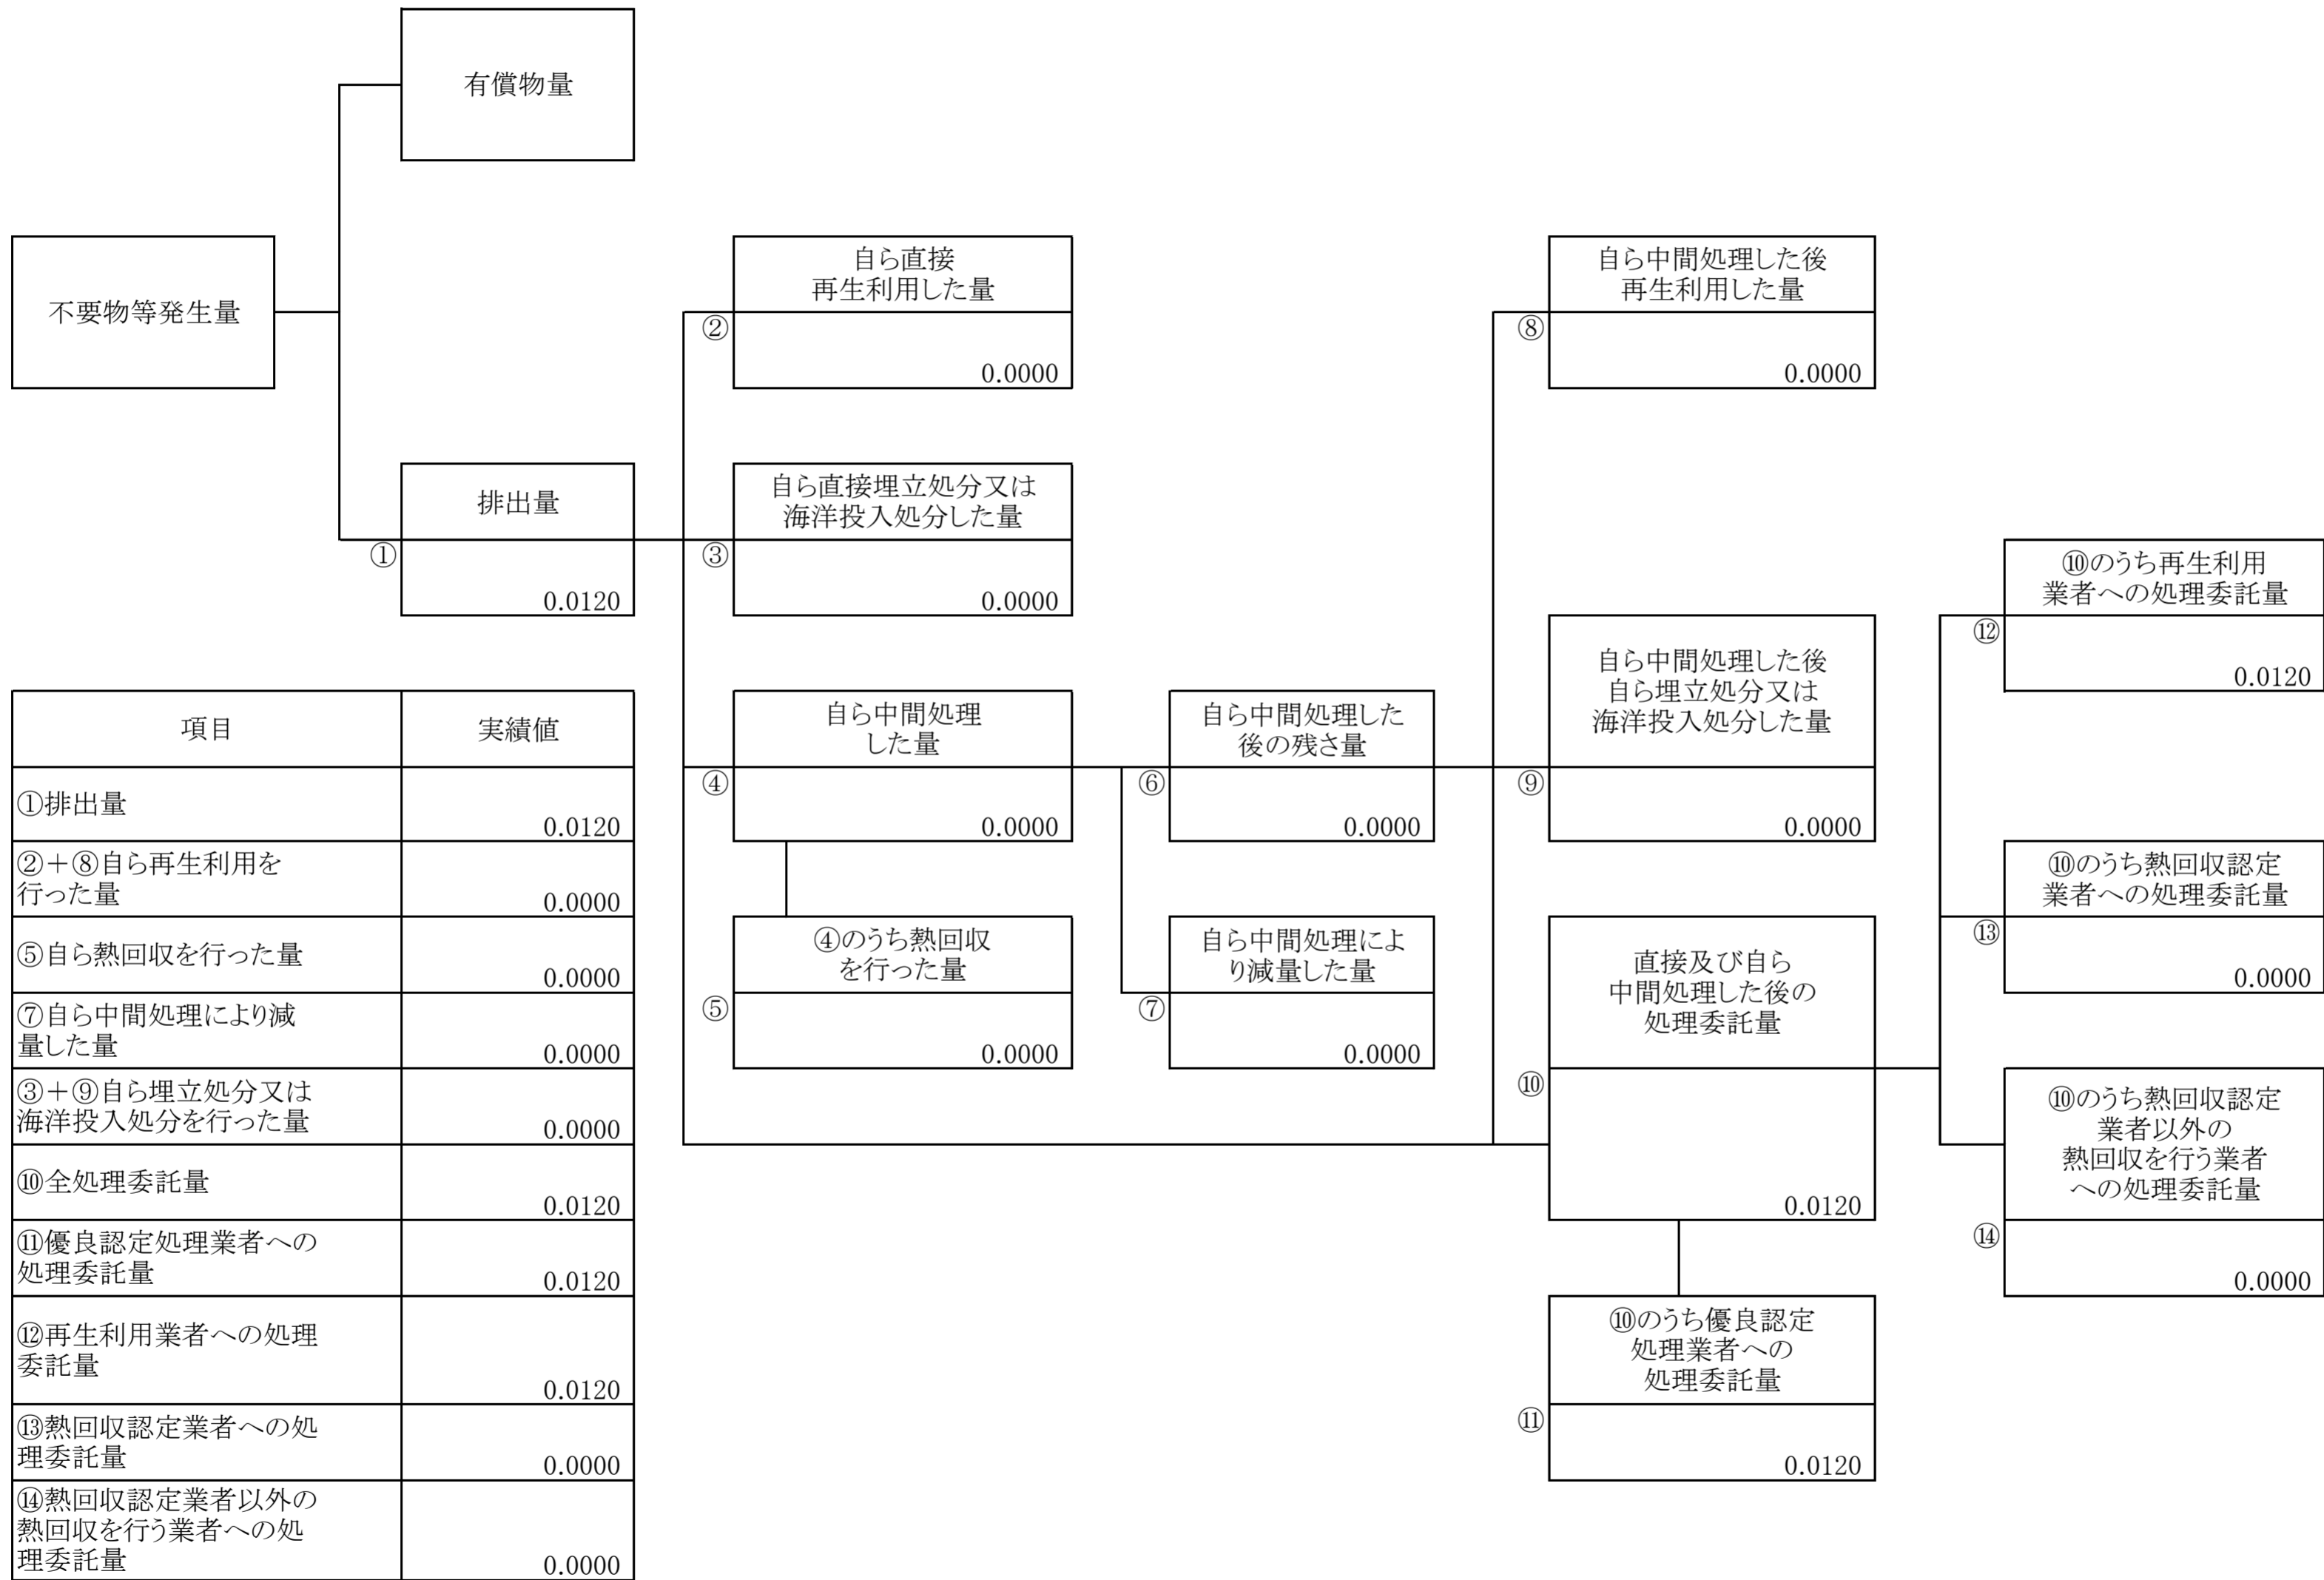 有償物量
不要物等発生量
自ら直接
再生利用した量
②
0.0000
自ら中間処理した後
再生利用した量
⑧
0.0000
排出量
①
0.0120
自ら直接埋立処分又は
海洋投入処分した量
③
0.0000
⑩のうち再生利用
業者への処理委託量
⑫
0.0120
自ら中間処理
した量
④
0.0000
自ら中間処理した
後の残さ量
⑥
0.0000
自ら中間処理した後
自ら埋立処分又は
海洋投入処分した量
⑨
0.0000
⑩のうち熱回収認定
業者への処理委託量
⑬
0.0000
④のうち熱回収
を行った量
⑤
0.0000
自ら中間処理によ
り減量した量
⑦
0.0000
直接及び自ら
中間処理した後の
処理委託量
⑩
0.0120
⑩のうち熱回収認定
業者以外の
熱回収を行う業者
への処理委託量
⑭
0.0000
⑩のうち優良認定
処理業者への
処理委託量
⑪
0.0120
項目
実績値
①排出量
0.0120
②＋⑧自ら再生利用を
行った量
0.0000
⑤自ら熱回収を行った量
0.0000
⑦自ら中間処理により減
量した量
0.0000
③＋⑨自ら埋立処分又は
海洋投入処分を行った量
0.0000
⑩全処理委託量
0.0120
⑪優良認定処理業者への
処理委託量
0.0120
⑫再生利用業者への処理
委託量
0.0120
⑬熱回収認定業者への処
理委託量
0.0000
⑭熱回収認定業者以外の
熱回収を行う業者への処
理委託量
0.0000